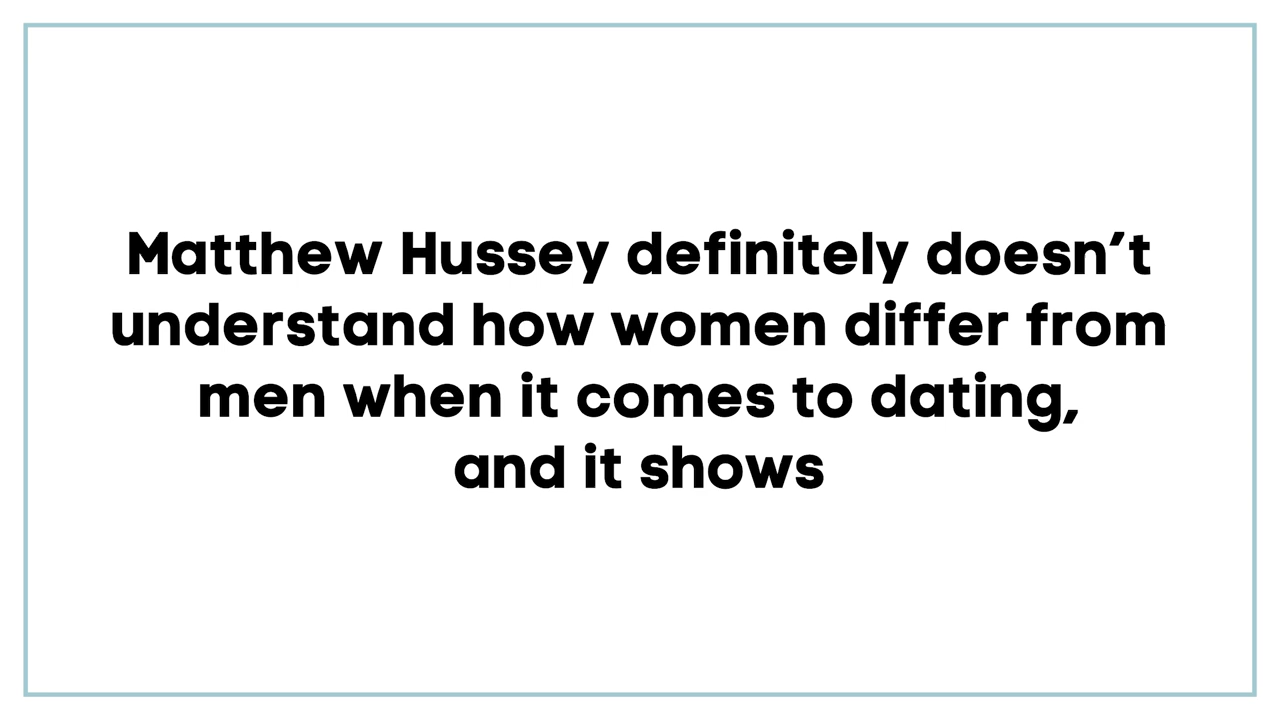 Matthew Hussey definitely doesn’t
understand how women differ from
men when it comes to dating,
and it shows